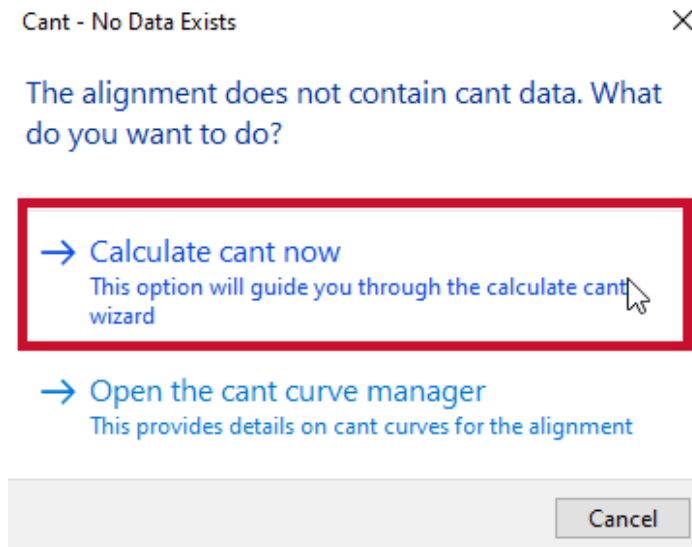 Cant - No Data Exists
The alignment does not contain cant data. What
do you want to do?
Calculate cant now
This option will guide you through the calculate cant
wizard
Open the cant curve manager
This provides details on cant curves for the alignment
Cancel